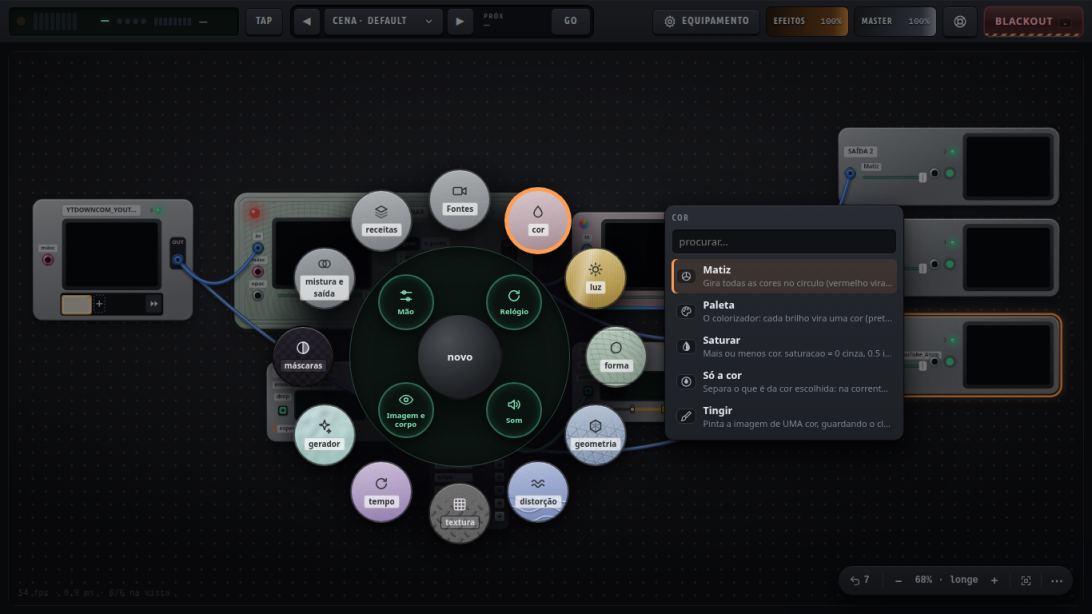 TAP
CENA · DEFAULT
PRÓX
GO
EQUIPAMENTO
EFEITOS 100%
MASTER 100%
BLACKOUT
SAÍDA 2
Matiz
YTDOWNCOM_YOUT...
OUT
in
Fontes
receitas
cor
mistura e
saída
luz
Mão
Relógio
máscaras
novo
forma
Imagem e
corpo
Som
gerador
geometria
tempo
distorção
textura
COR
procurar...
Matiz
Gira todas as cores no círculo (vermelho vira...
Paleta
O colorizador: cada brilho vira uma cor (pret...
Saturar
Mais ou menos cor. saturacao = 0 cinza, 0.5 i...
Só a cor
Separa o que é da cor escolhida: na corrent...
Tingir
Pinta a imagem de UMA cor, guardando o cl...
7
68% · longe